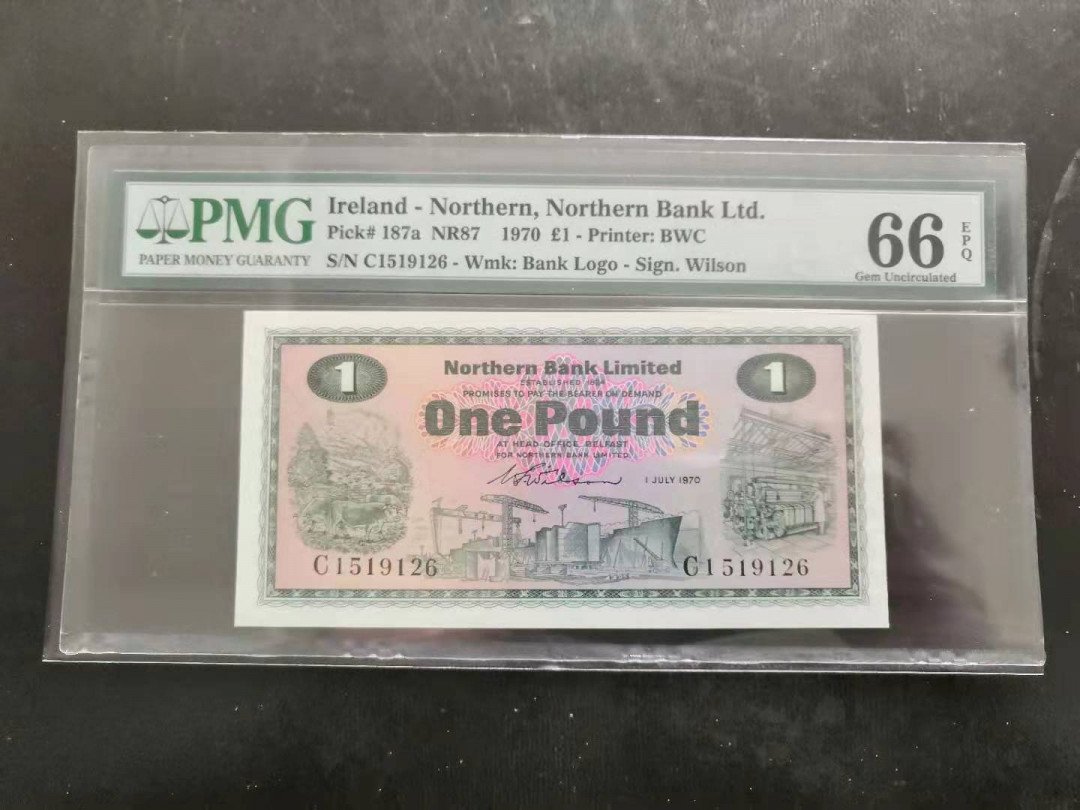 PMG
PAPER MONEY GUARANTY
Ireland - Northern, Northern Bank Ltd.
Pick# 187a NR87 1970 £1 - Printer: BWC
S/N C1519126 - Wmk: Bank Logo - Sign. Wilson
66 EPQ
Gem Uncirculated
1
1
Northern Bank Limited
ESTABLISHED 1824
PROMISES TO PAY THE BEARER ON DEMAND
One Pound
AT HEAD OFFICE, BELFAST
FOR NORTHERN BANK LIMITED
1 JULY 1970
C1519126
C1519126